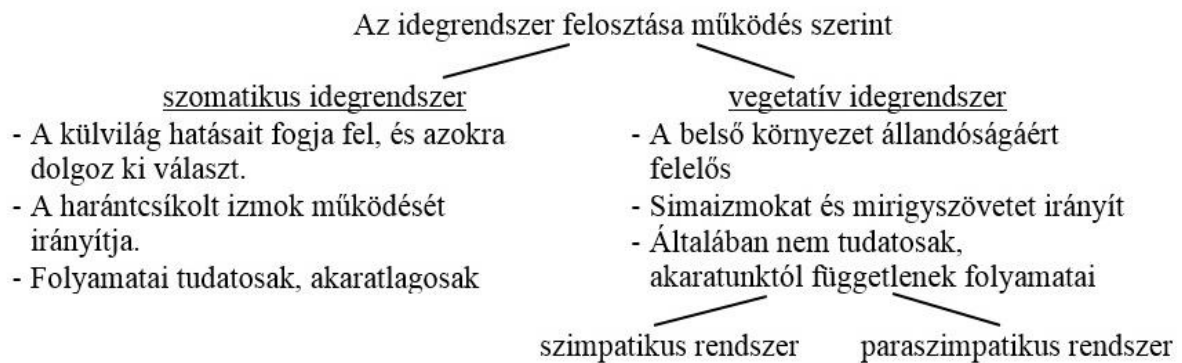 Az idegrendszer felosztása működés szerint
szomatikus idegrendszer
- A külvilág hatásait fogja fel, és azokra
dolgoz ki választ.
- A harántcsíkolt izmok működését
irányítja.
- Folyamatai tudatosak, akaratlagosak
vegetatív idegrendszer
- A belső környezet állandóságáért
felelős
- Simaizmokat és mirigyszövetet irányít
- Általában nem tudatosak,
akaratunktól függetlenek folyamatai
szimpatikus rendszer
paraszimpatikus rendszer